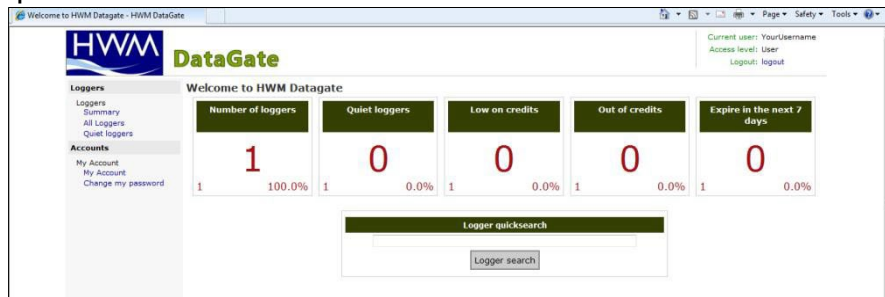 Welcome to HWM Datagate - HWM DataGate
Page Safety Tools
HWM
DataGate
Current user: YourUsername
Access level: User
Logout: logout
Loggers
Loggers
Summary
All Loggers
Quiet loggers
Accounts
My Account
My Account
Change my password
Welcome to HWM Datagate
Number of loggers
1
1 100.0%
Quiet loggers
0
1 0.0%
Low on credits
0
1 0.0%
Out of credits
0
1 0.0%
Expire in the next 7
days
0
1 0.0%
Logger quicksearch
Logger search